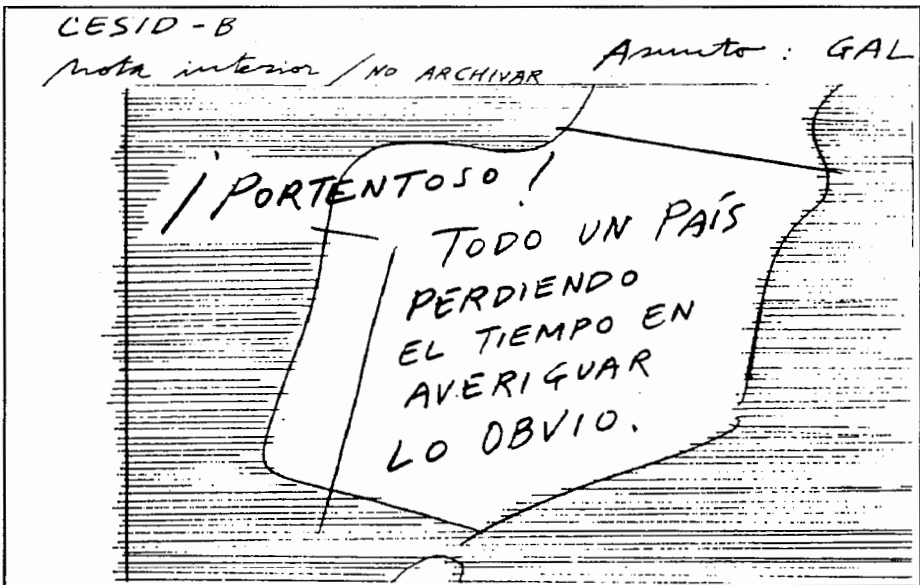 CESID - B
Nota interior / NO ARCHIVAR
Asunto : GAL
¡ PORTENTOSO !
TODO UN PAÍS
PERDIENDO
EL TIEMPO EN
AVERIGUAR
LO OBVIO.